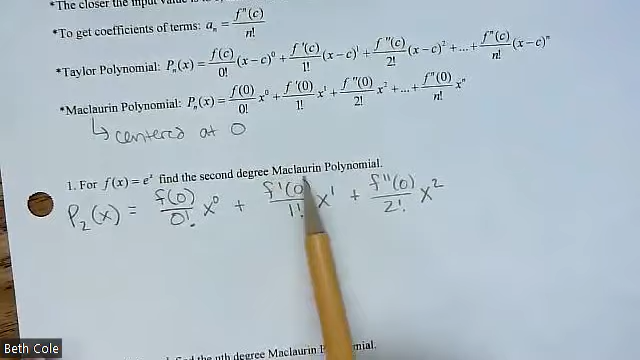 *The closer the input value is to
*To get coefficients of terms: aₙ = fⁿ(c)/n!
*Taylor Polynomial: Pₙ(x) = f(c)/0! (x−c)⁰ + f'(c)/1! (x−c)¹ + f''(c)/2! (x−c)² + ... + fⁿ(c)/n! (x−c)ⁿ
*Maclaurin Polynomial: Pₙ(x) = f(0)/0! x⁰ + f'(0)/1! x¹ + f''(0)/2! x² + ... + fⁿ(0)/n! xⁿ
↳ centered at 0
1. For f(x) = eˣ find the second degree Maclaurin Polynomial.
P₂(x) = f(0)/0! x⁰ + f'(0)/1! x¹ + f''(0)/2! x²
the nth degree Maclaurin Polynomial.
Beth Cole